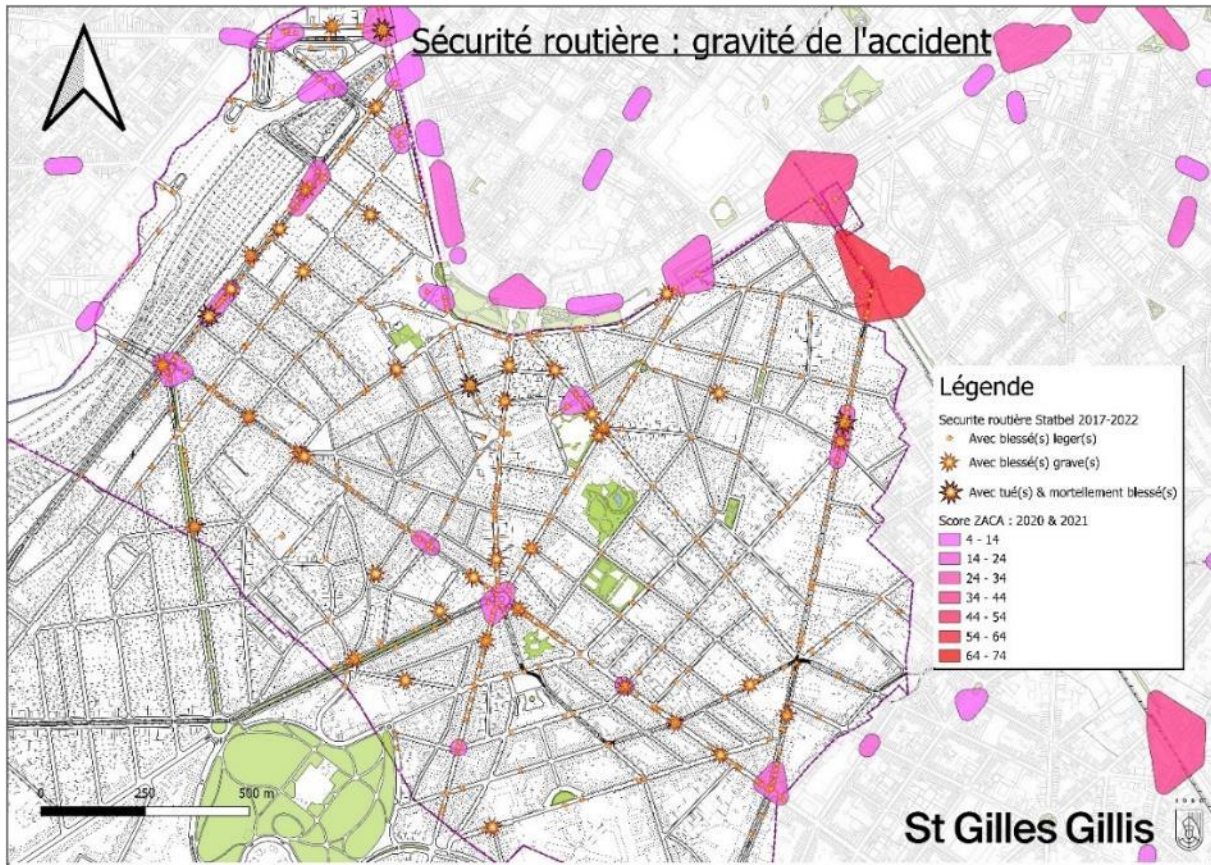 Sécurité routière : gravité de l'accident
Légende
Securite routière Statbel 2017-2022
Avec blessé(s) leger(s)
Avec blessé(s) grave(s)
Avec tué(s) & mortellement blessé(s)
Score ZACA : 2020 & 2021
4 - 14
14 - 24
24 - 34
34 - 44
44 - 54
54 - 64
64 - 74
0 250 500 m
St Gilles Gillis